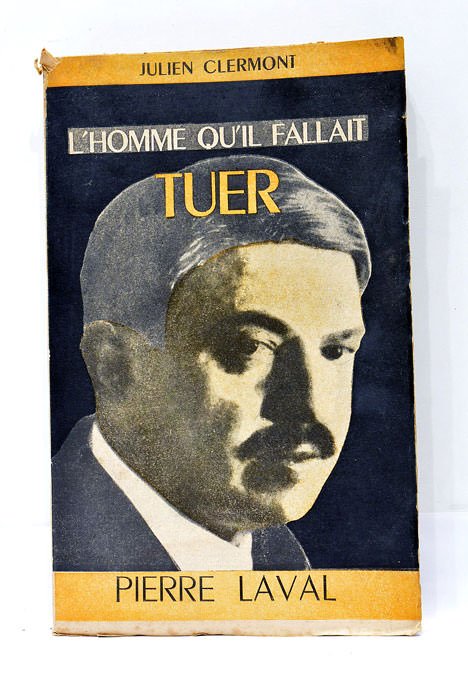 JULIEN CLERMONT
L'HOMME QU'IL FALLAIT
TUER
PIERRE LAVAL